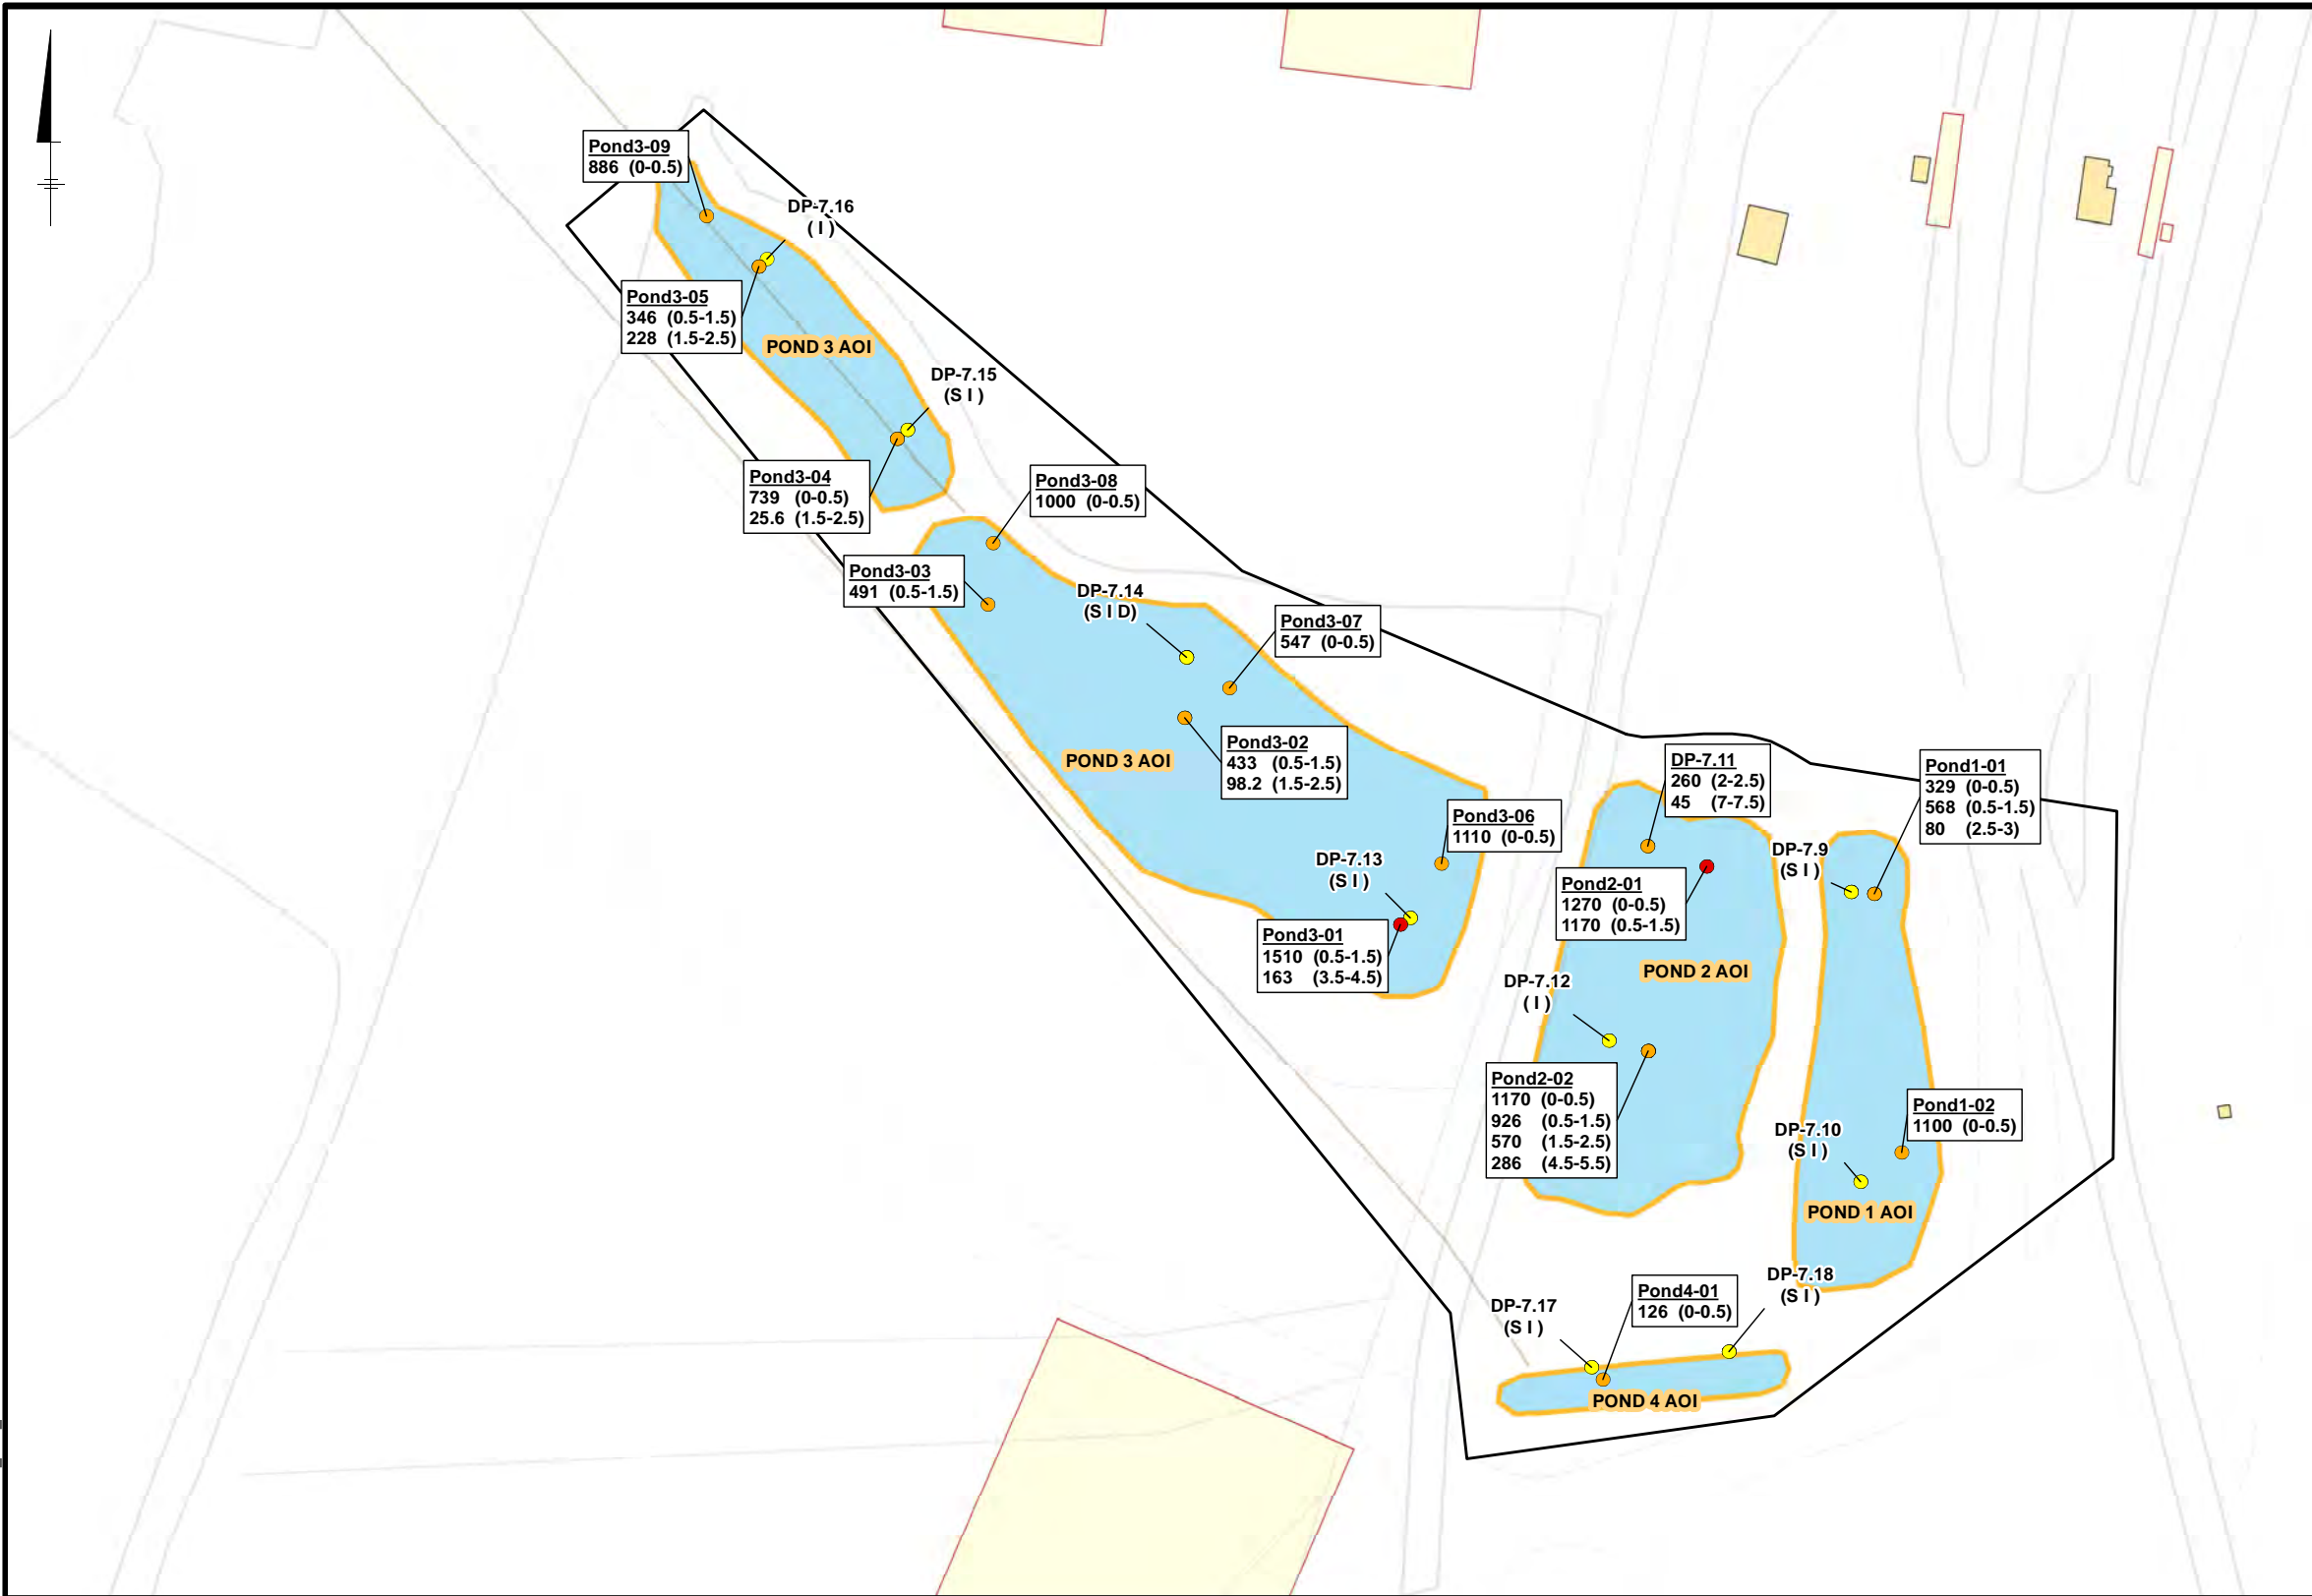 Pond3-09
886 (0-0.5)
DP-7.16
( I )
Pond3-05
346 (0.5-1.5)
228 (1.5-2.5)
POND 3 AOI
DP-7.15
(S I )
Pond3-04
739 (0-0.5)
25.6 (1.5-2.5)
Pond3-08
1000 (0-0.5)
Pond3-03
491 (0.5-1.5)
DP-7.14
(S I D)
Pond3-07
547 (0-0.5)
Pond3-02
433 (0.5-1.5)
98.2 (1.5-2.5)
POND 3 AOI
DP-7.11
260 (2-2.5)
45 (7-7.5)
Pond1-01
329 (0-0.5)
568 (0.5-1.5)
80 (2.5-3)
Pond3-06
1110 (0-0.5)
DP-7.13
(S I )
DP-7.9
(S I )
Pond2-01
1270 (0-0.5)
1170 (0.5-1.5)
Pond3-01
1510 (0.5-1.5)
163 (3.5-4.5)
POND 2 AOI
DP-7.12
( I )
Pond2-02
1170 (0-0.5)
926 (0.5-1.5)
570 (1.5-2.5)
286 (4.5-5.5)
Pond1-02
1100 (0-0.5)
DP-7.10
(S I )
POND 1 AOI
DP-7.18
(S I )
Pond4-01
126 (0-0.5)
DP-7.17
(S I )
POND 4 AOI